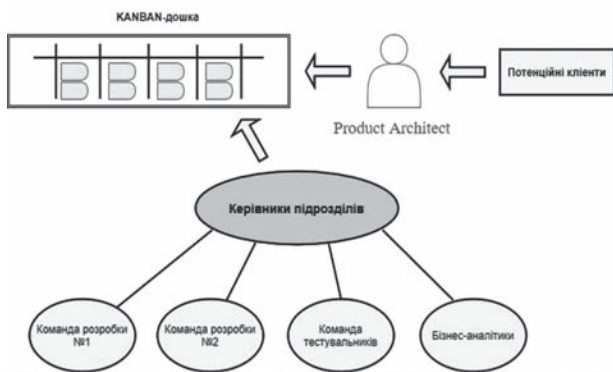 KANBAN-дошка
Потенційні клієнти
Product Architect
Керівники підрозділів
Команда розробки
№1
Команда розробки
№2
Команда
тестувальників
Бізнес-аналітики